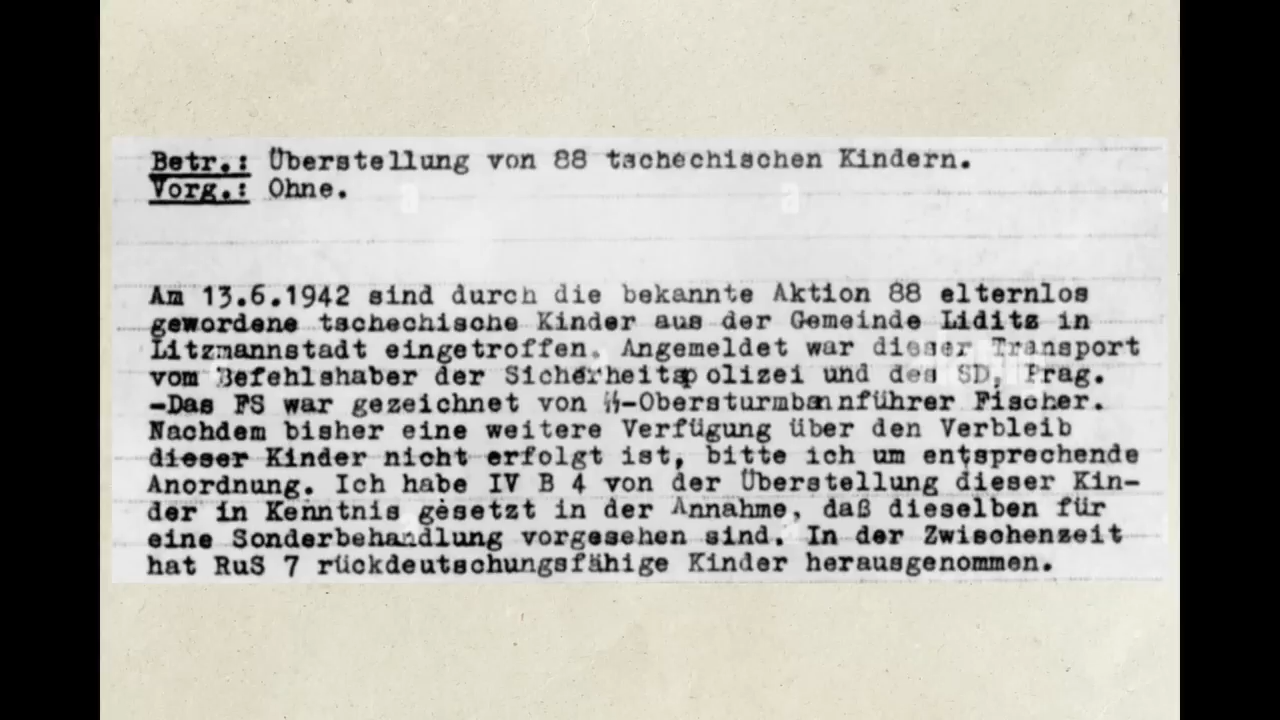 Betr.: Überstellung von 88 tschechischen Kindern.
Vorg.: Ohne.
Am 13.6.1942 sind durch die bekannte Aktion 88 elternlos
gewordene tschechische Kinder aus der Gemeinde Liditz in
Litzmannstadt eingetroffen. Angemeldet war dieser Transport
vom Befehlshaber der Sicherheitspolizei und des SD, Prag.
-Das FS war gezeichnet von ᛋᛋ-Obersturmbannführer Fischer.
Nachdem bisher eine weitere Verfügung über den Verbleib
dieser Kinder nicht erfolgt ist, bitte ich um entsprechende
Anordnung. Ich habe IV B 4 von der Überstellung dieser Kin-
der in Kenntnis gesetzt in der Annahme, daß dieselben für
eine Sonderbehandlung vorgesehen sind. In der Zwischenzeit
hat RuS 7 rückdeutschungsfähige Kinder herausgenommen.